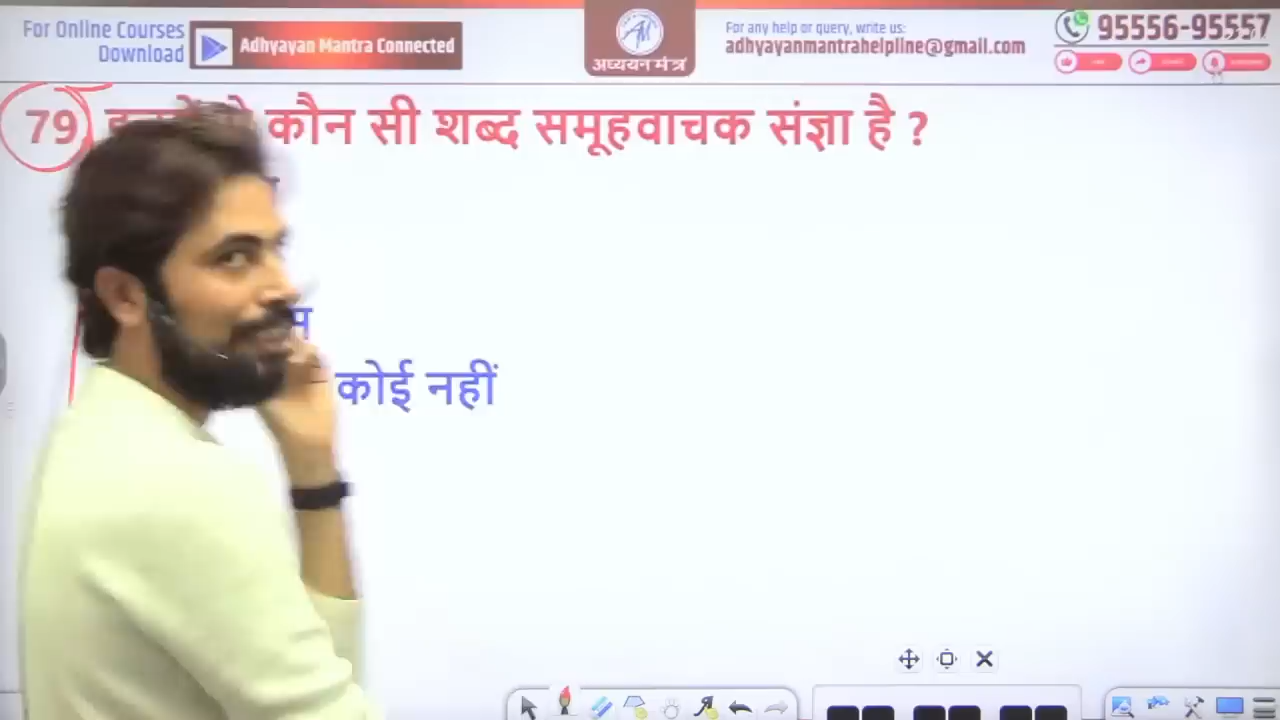 For Online Courses
Download
Adhyayan Mantra Connected
अध्ययन मंत्र
For any help or query, write us:
adhyayanmantrahelpline@gmail.com
95556-95557
79 कौन सी शब्द समूहवाचक संज्ञा है ?
कोई नहीं